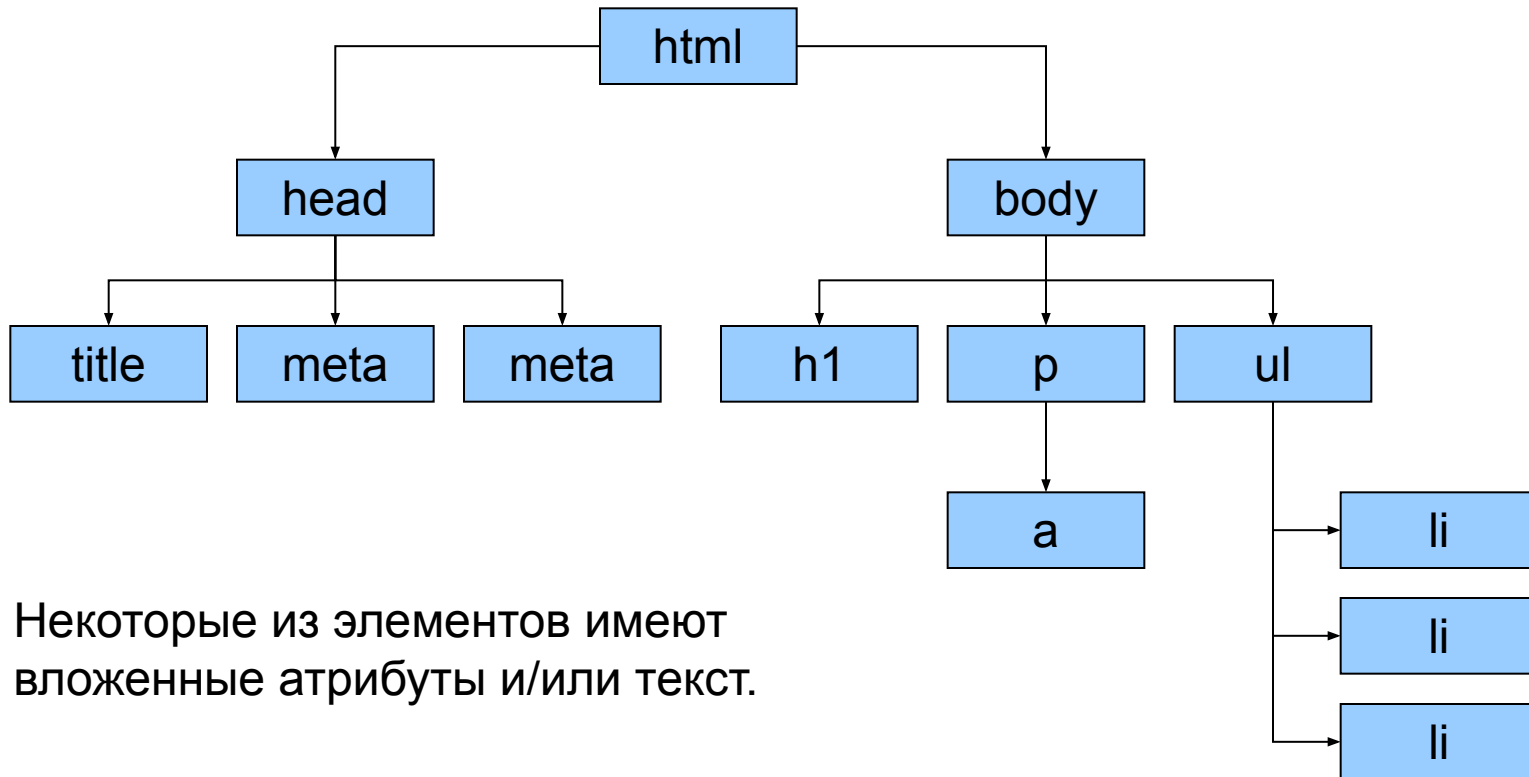 html
head
body
title
meta
meta
h1
p
ul
a
li
Некоторые из элементов имеют
вложенные атрибуты и/или текст.
li
li